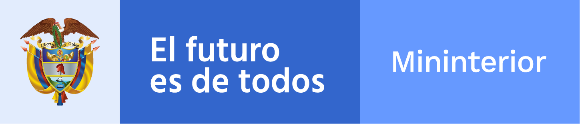 El futuro
es de todos
Mininterior